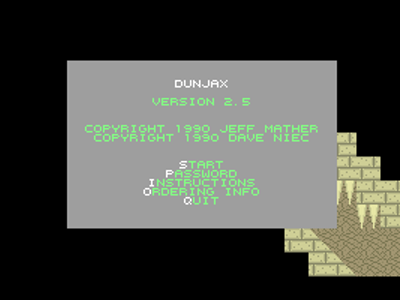 DUNJAX
VERSION 2.5
COPYRIGHT 1990 JEFF MATHER
COPYRIGHT 1990 DAVE NIEC
START
PASSWORD
INSTRUCTIONS
ORDERING INFO
QUIT